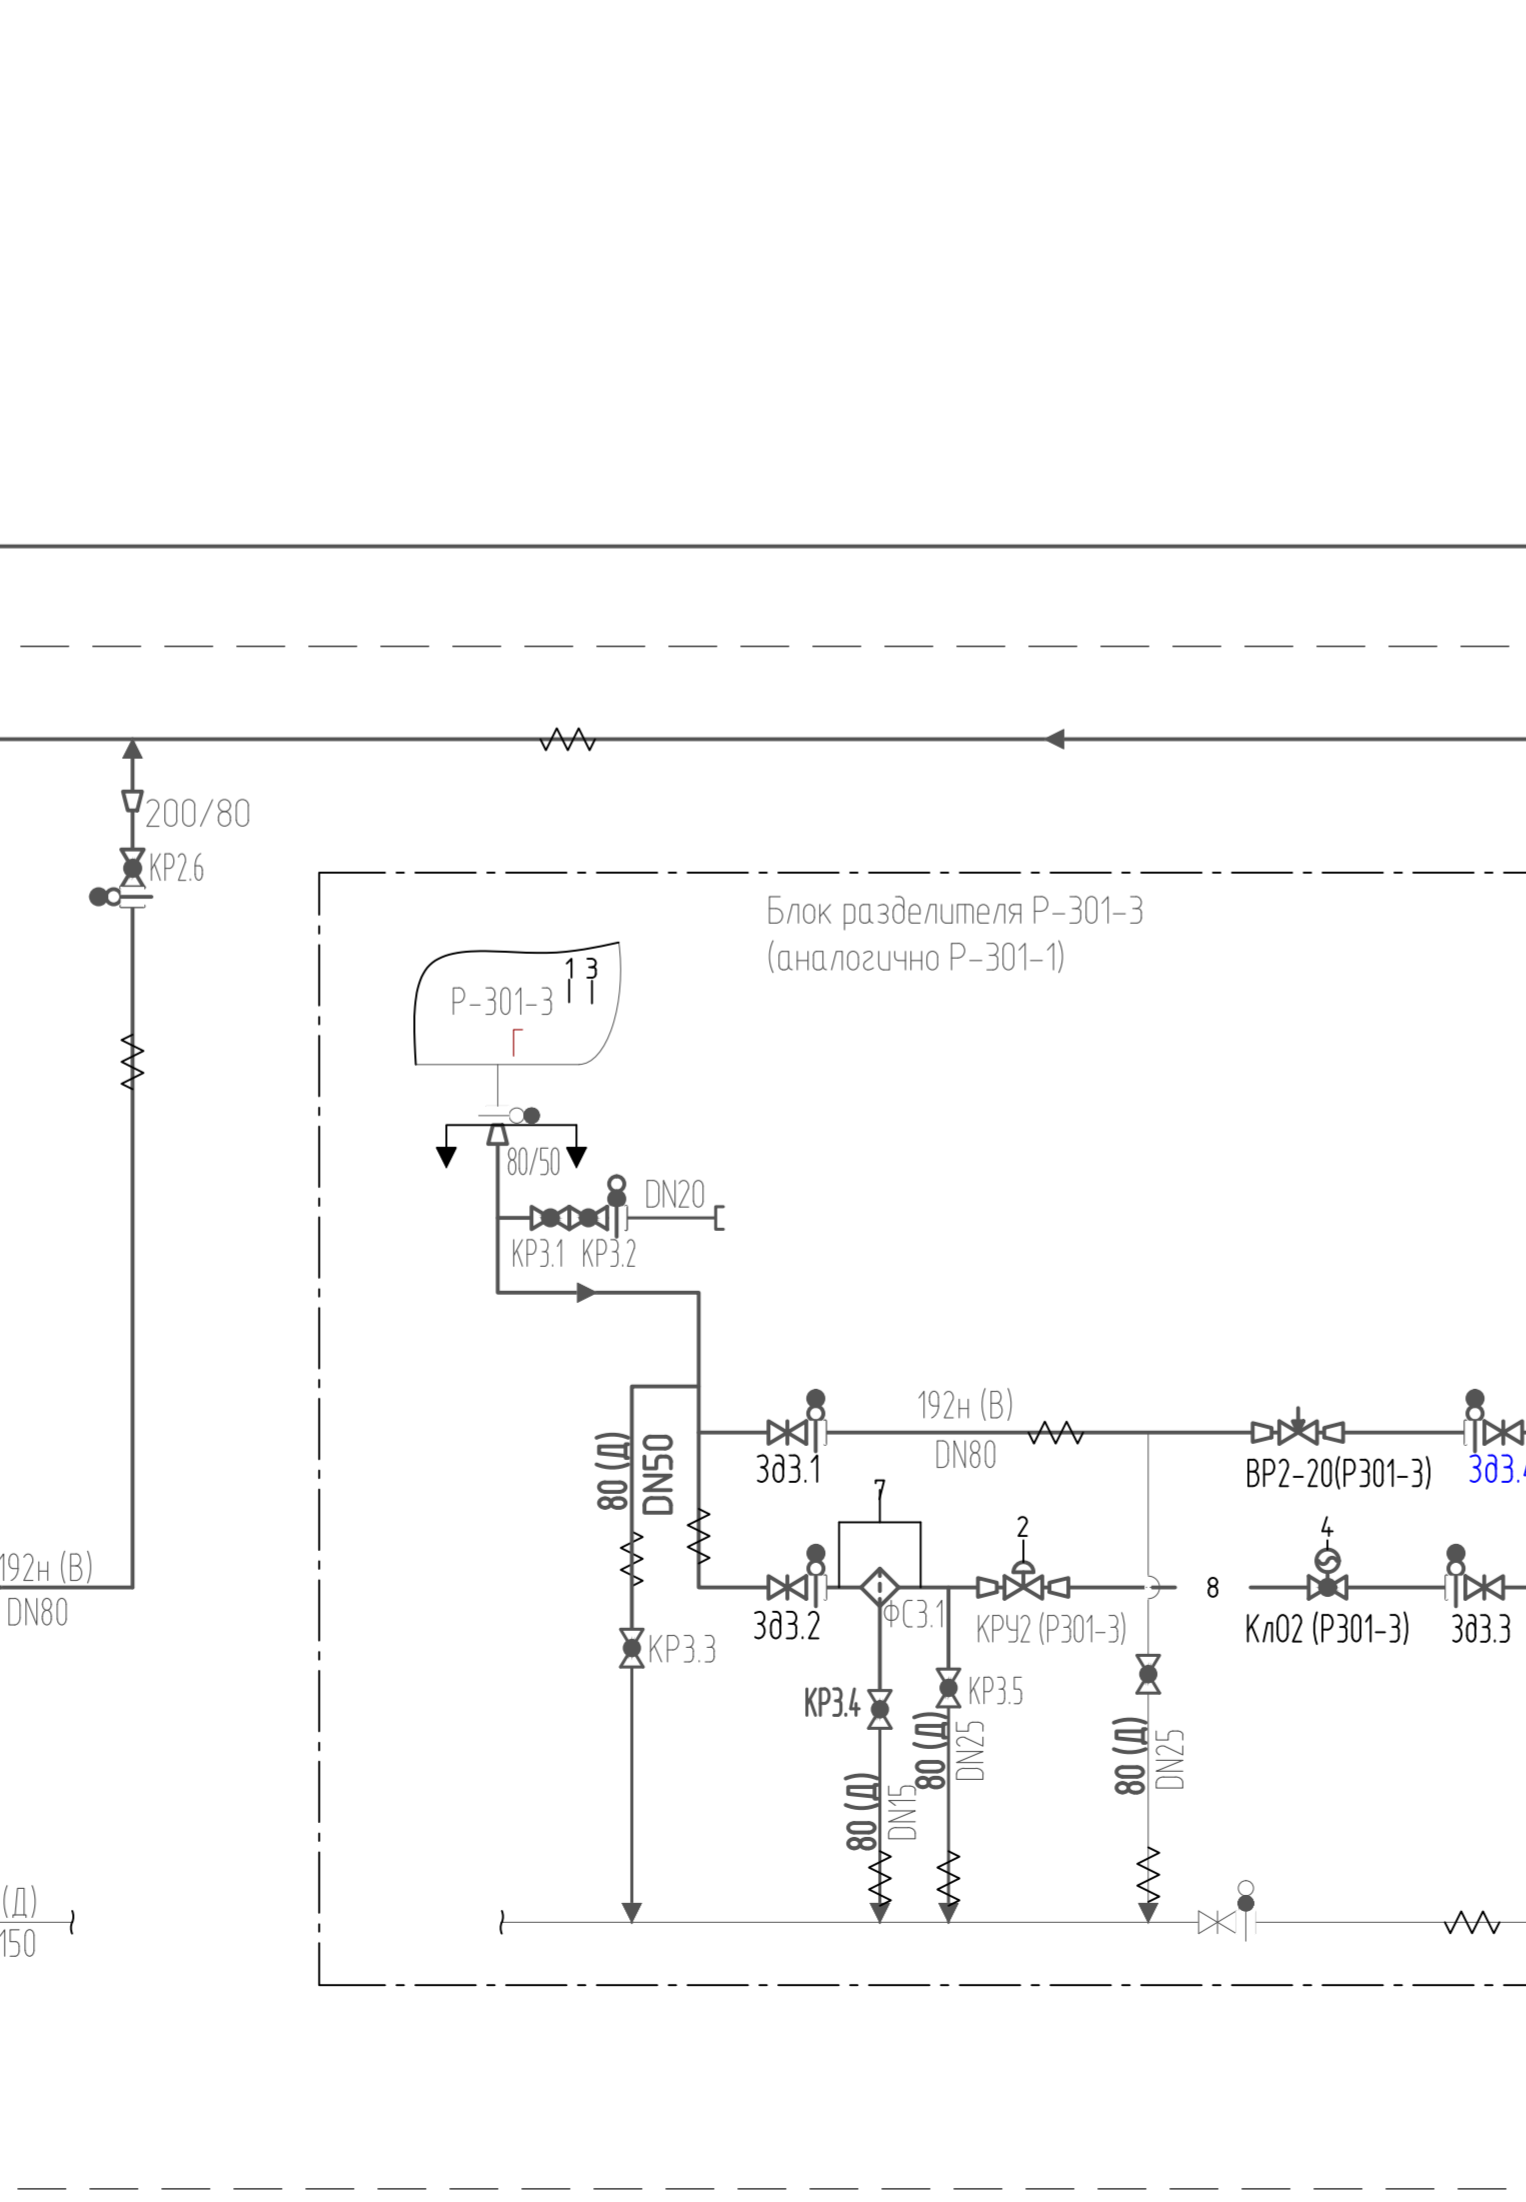 200/80
КР2.6
Блок разделителя Р-301-3
(аналогично Р-301-1)
1 3
Р-301-3
Г
80/50
DN20
КР3.1 КР3.2
192н (В)
DN80
80 (Д)
DN50
Зд3.1
ВР2-20(Р301-3)
7
2
4
8
192н (В)
DN80
Зд3.2
ФС3.1
КРУ2 (Р301-3)
КлО2 (Р301-3)
Зд3.3
КР3.3
КР3.4
КР3.5
80 (Д)
DN15
80 (Д)
DN25
80 (Д)
DN25
(Д)
150